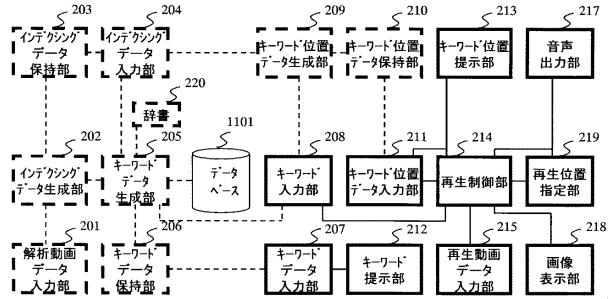 203
204
209
210
213
217
インデクシング
データ
保持部
インデクシング
データ
入力部
キーワード位置
データ生成部
キーワード位置
データ保持部
キーワード位置
提示部
音声
出力部
220
辞書
202
205
1101
208
211
214
219
インデクシング
データ生成部
キーワード
データ
生成部
データ
ベース
キーワード
入力部
キーワード位置
データ入力部
再生制御部
再生位置
指定部
201
206
207
212
215
218
解析動画
データ
入力部
キーワード
データ
保持部
キーワード
データ
入力部
キーワード
提示部
再生動画
データ
入力部
画像
表示部